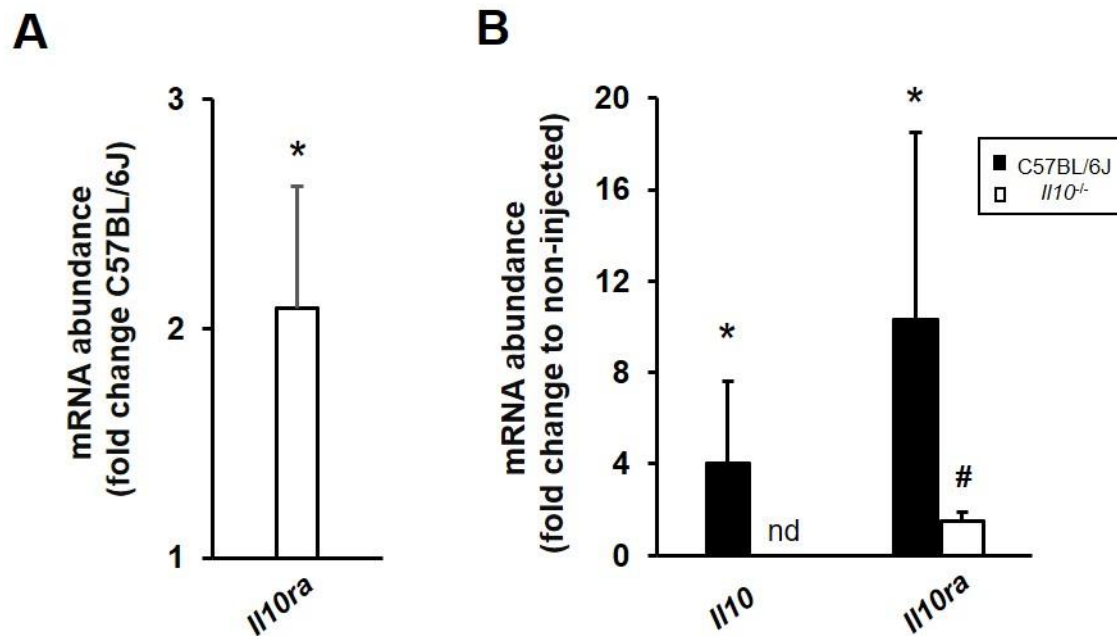 A
mRNA abundance
(fold change C57BL/6J)
3
2
1
*
Il10ra
B
mRNA abundance
(fold change to non-injected)
20
16
12
8
4
0
*
nd
*
#
Il10
Il10ra
C57BL/6J
Il10-/-